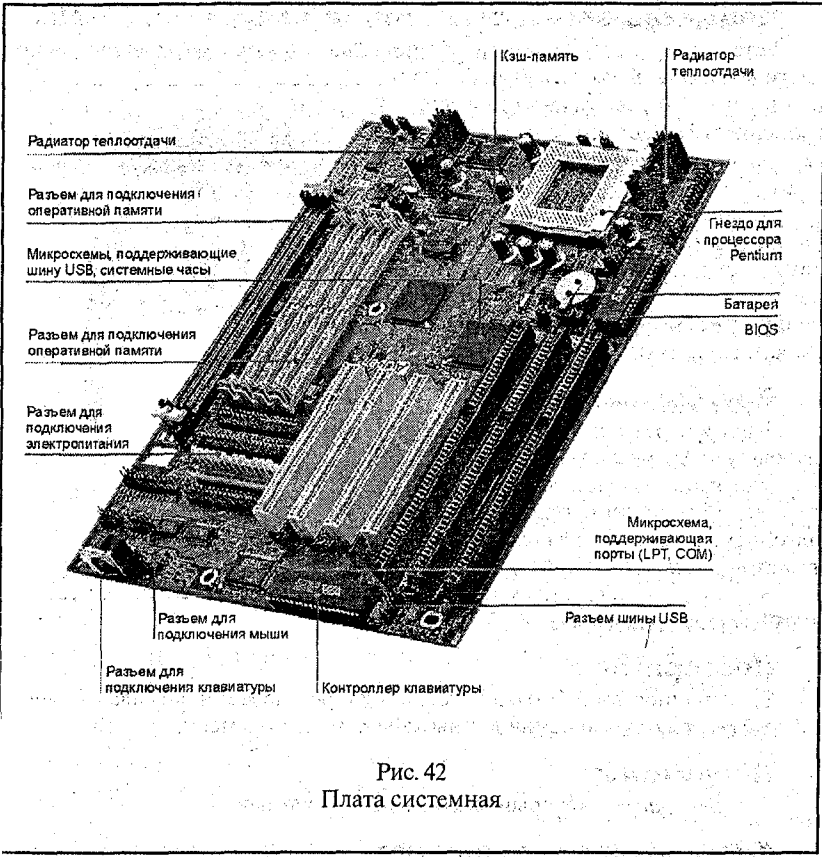 Кэш-память
Радиатор
теплоотдачи
Радиатор теплоотдачи
Разъем для подключения
оперативной памяти
Микросхемы, поддерживающие
шину USB, системные часы
Разъем для подключения
оперативной памяти
Разъем для
подключения
электропитания
Гнездо для
процессора
Pentium
Батарея
BIOS
Микросхема,
поддерживающая
порты (LPT, COM)
Разъем шины USB
Разъем для
подключения мыши
Разъем для
подключения клавиатуры
Контроллер клавиатуры
Рис. 42
Плата системная